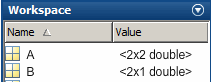 Workspace
Name Value
A <2x2 double>
B <2x1 double>